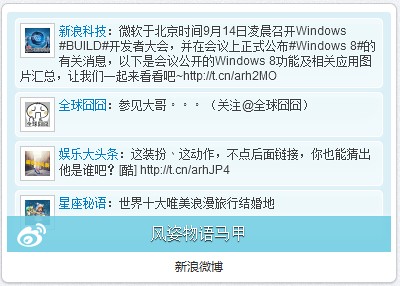 新浪科技：微软于北京时间9月14日凌晨召开Windows
#BUILD#开发者大会，并在会议上正式公布#Windows 8#的
有关消息，以下是会议公开的Windows 8功能及相关应用图
片汇总，让我们一起来看看吧~http://t.cn/arh2MO
全球囧囧：参见大哥。。。（关注@全球囧囧）
娱乐大头条：这装扮、这动作，不点后面链接，你也能猜出
他是谁吧？[酷] http://t.cn/arhJP4
星座秘语：世界十大唯美浪漫旅行结婚地
风姿物语马甲
新浪微博